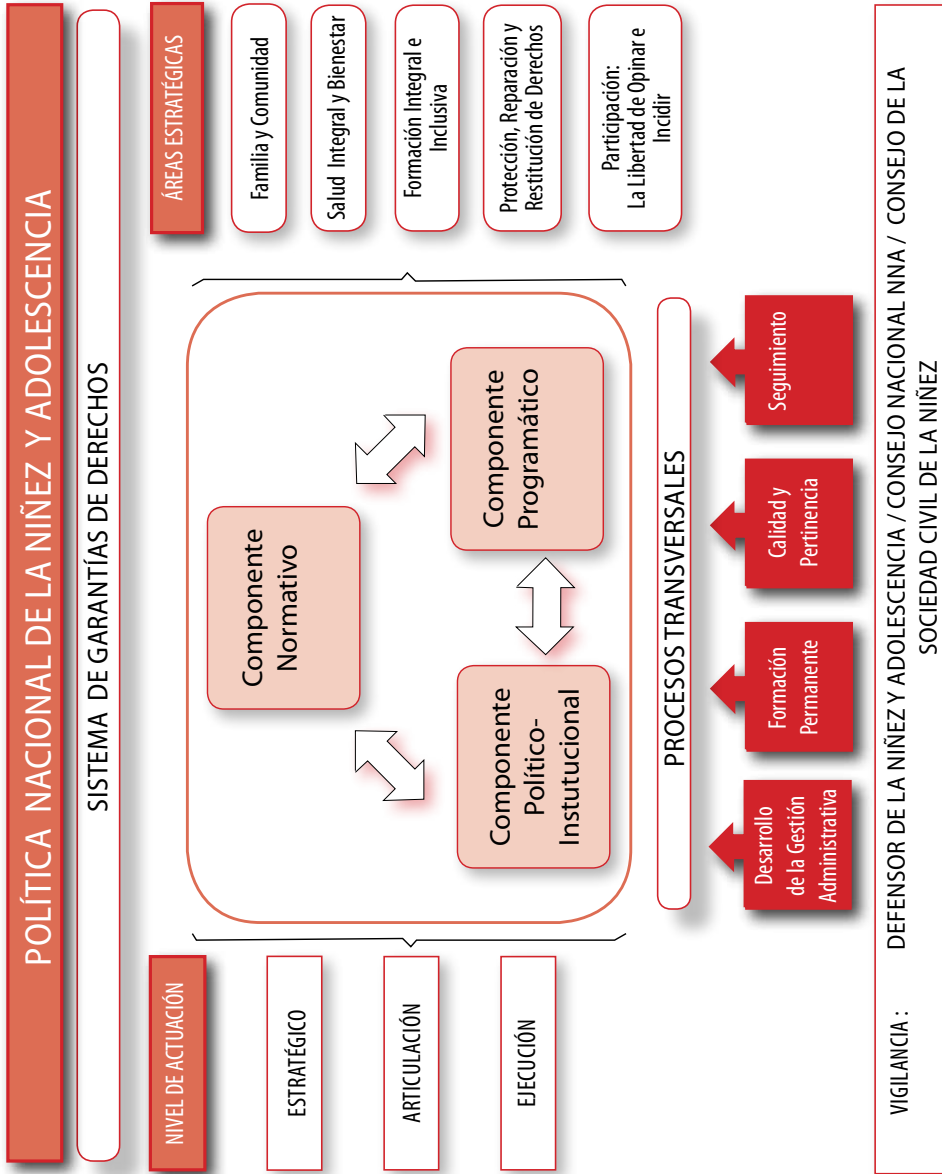 POLÍTICA NACIONAL DE LA NIÑEZ Y ADOLESCENCIA
SISTEMA DE GARANTÍAS DE DERECHOS
NIVEL DE ACTUACIÓN
ESTRATÉGICO
ARTICULACIÓN
EJECUCIÓN
Componente
Normativo
Componente
Político-
Instutucional
Componente
Programático
ÁREAS ESTRATÉGICAS
Familia y Comunidad
Salud Integral y Bienestar
Formación Integral e
Inclusiva
Protección, Reparación y
Restitución de Derechos
Participación:
La Libertad de Opinar e
Incidir
PROCESOS TRANSVERSALES
Desarrollo
de la Gestión
Administrativa
Formación
Permanente
Calidad y
Pertinencia
Seguimiento
VIGILANCIA : DEFENSOR DE LA NIÑEZ Y ADOLESCENCIA / CONSEJO NACIONAL NNA / CONSEJO DE LA
SOCIEDAD CIVIL DE LA NIÑEZ